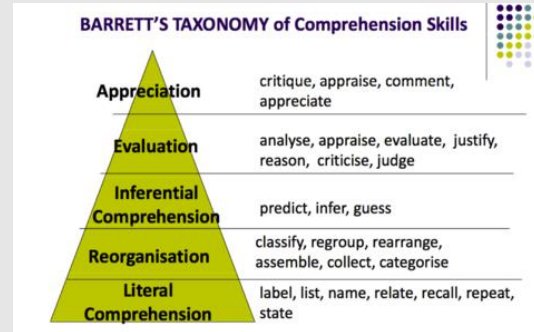 BARRETT'S TAXONOMY of Comprehension Skills
Appreciation
critique, appraise, comment,
appreciate
Evaluation
analyse, appraise, evaluate, justify,
reason, criticise, judge
Inferential
Comprehension
predict, infer, guess
Reorganisation
classify, regroup, rearrange,
assemble, collect, categorise
Literal
Comprehension
label, list, name, relate, recall, repeat,
state